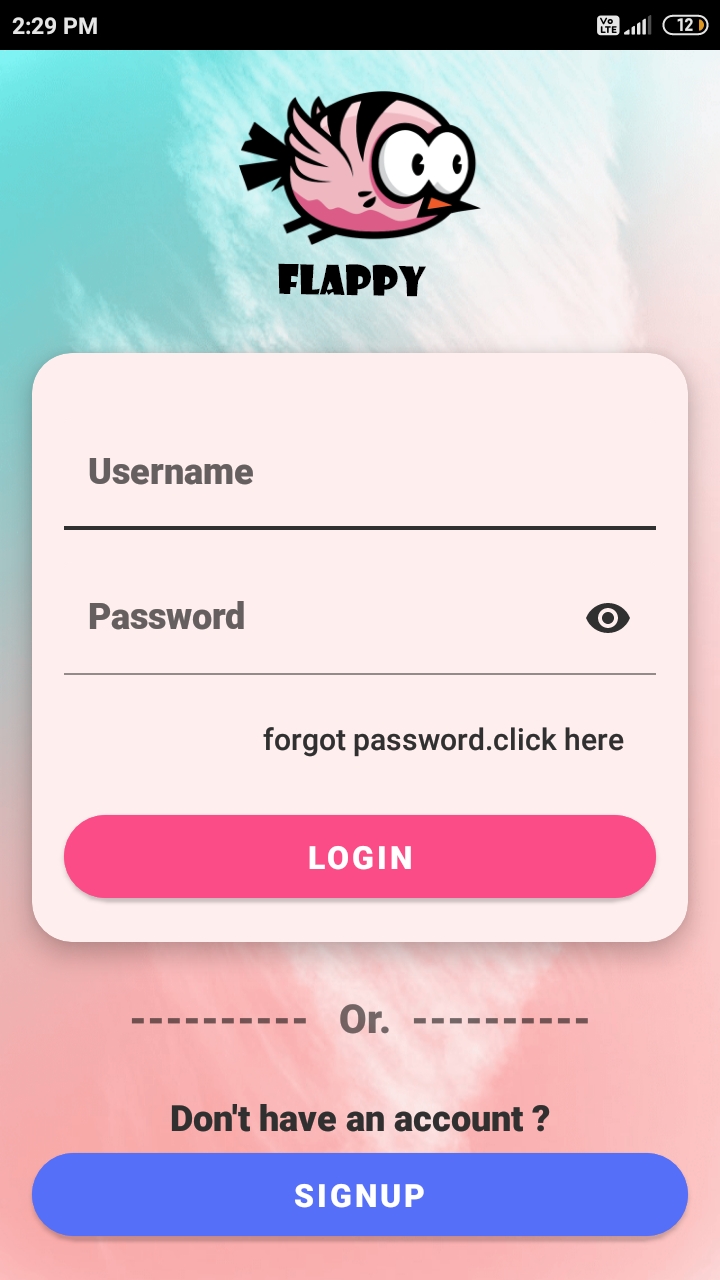 2:29 PM
Vo LTE
12
FLAPPY
Username
Password
forgot password.click here
LOGIN
---------- Or. ----------
Don't have an account ?
SIGNUP